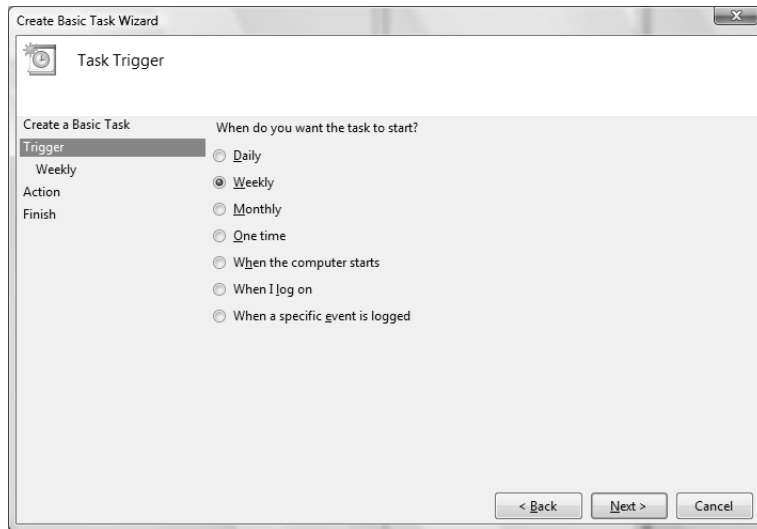 Create Basic Task Wizard
X
Task Trigger
Create a Basic Task
Trigger
Weekly
Action
Finish
When do you want the task to start?
Daily
Weekly
Monthly
One time
When the computer starts
When I log on
When a specific event is logged
< Back
Next >
Cancel